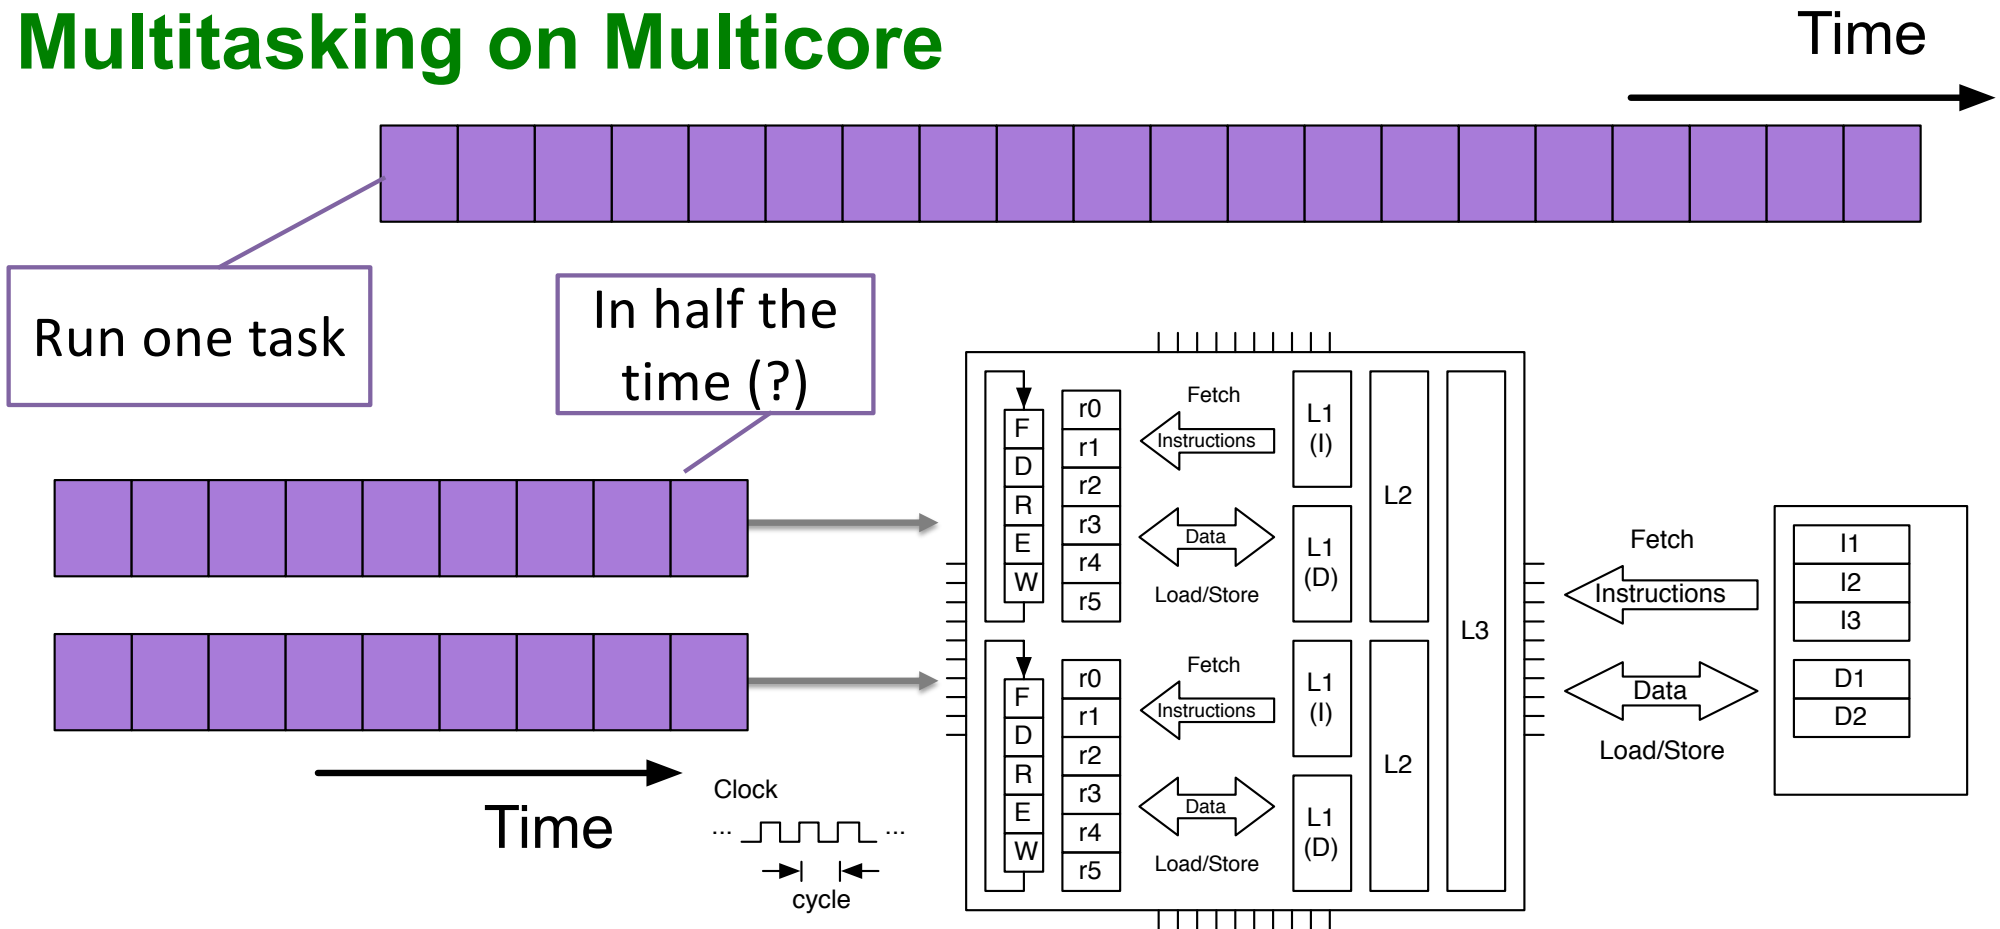 Multitasking on Multicore
Time
Run one task
In half the
time (?)
Time
Clock
... ...
cycle
F
D
R
E
W
r0
r1
r2
r3
r4
r5
Fetch
Instructions
Data
Load/Store
L1
(I)
L1
(D)
L2
F
D
R
E
W
r0
r1
r2
r3
r4
r5
Fetch
Instructions
Data
Load/Store
L1
(I)
L1
(D)
L2
L3
Fetch
Instructions
Data
Load/Store
I1
I2
I3
D1
D2